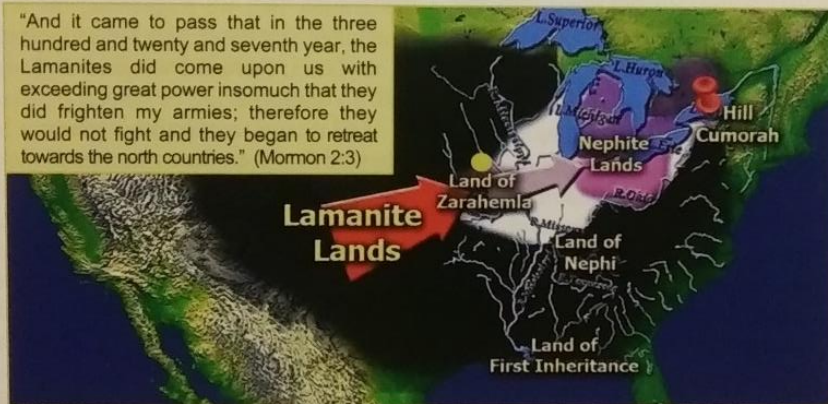 “And it came to pass that in the three
hundred and twenty and seventh year, the
Lamanites did come upon us with
exceeding great power insomuch that they
did frighten my armies; therefore they
would not fight and they began to retreat
towards the north countries.” (Mormon 2:3)
L.Superior
L.Huron
L.Michigan
Hill
Cumorah
Nephite
Lands
Erie
Land of
Zarahemla
R.Ohio
Lamanite
Lands
Land of
Nephi
Land of
First Inheritance